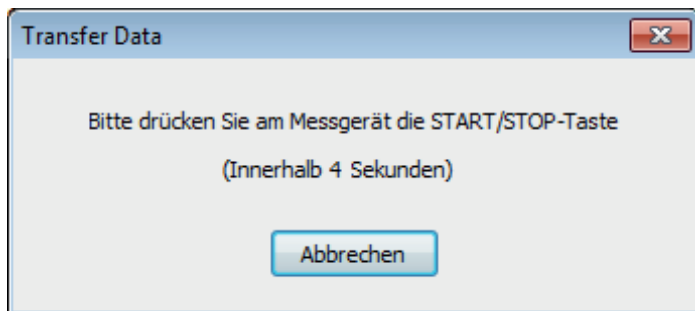 Transfer Data
Bitte drücken Sie am Messgerät die START/STOP-Taste
(Innerhalb 4 Sekunden)
Abbrechen